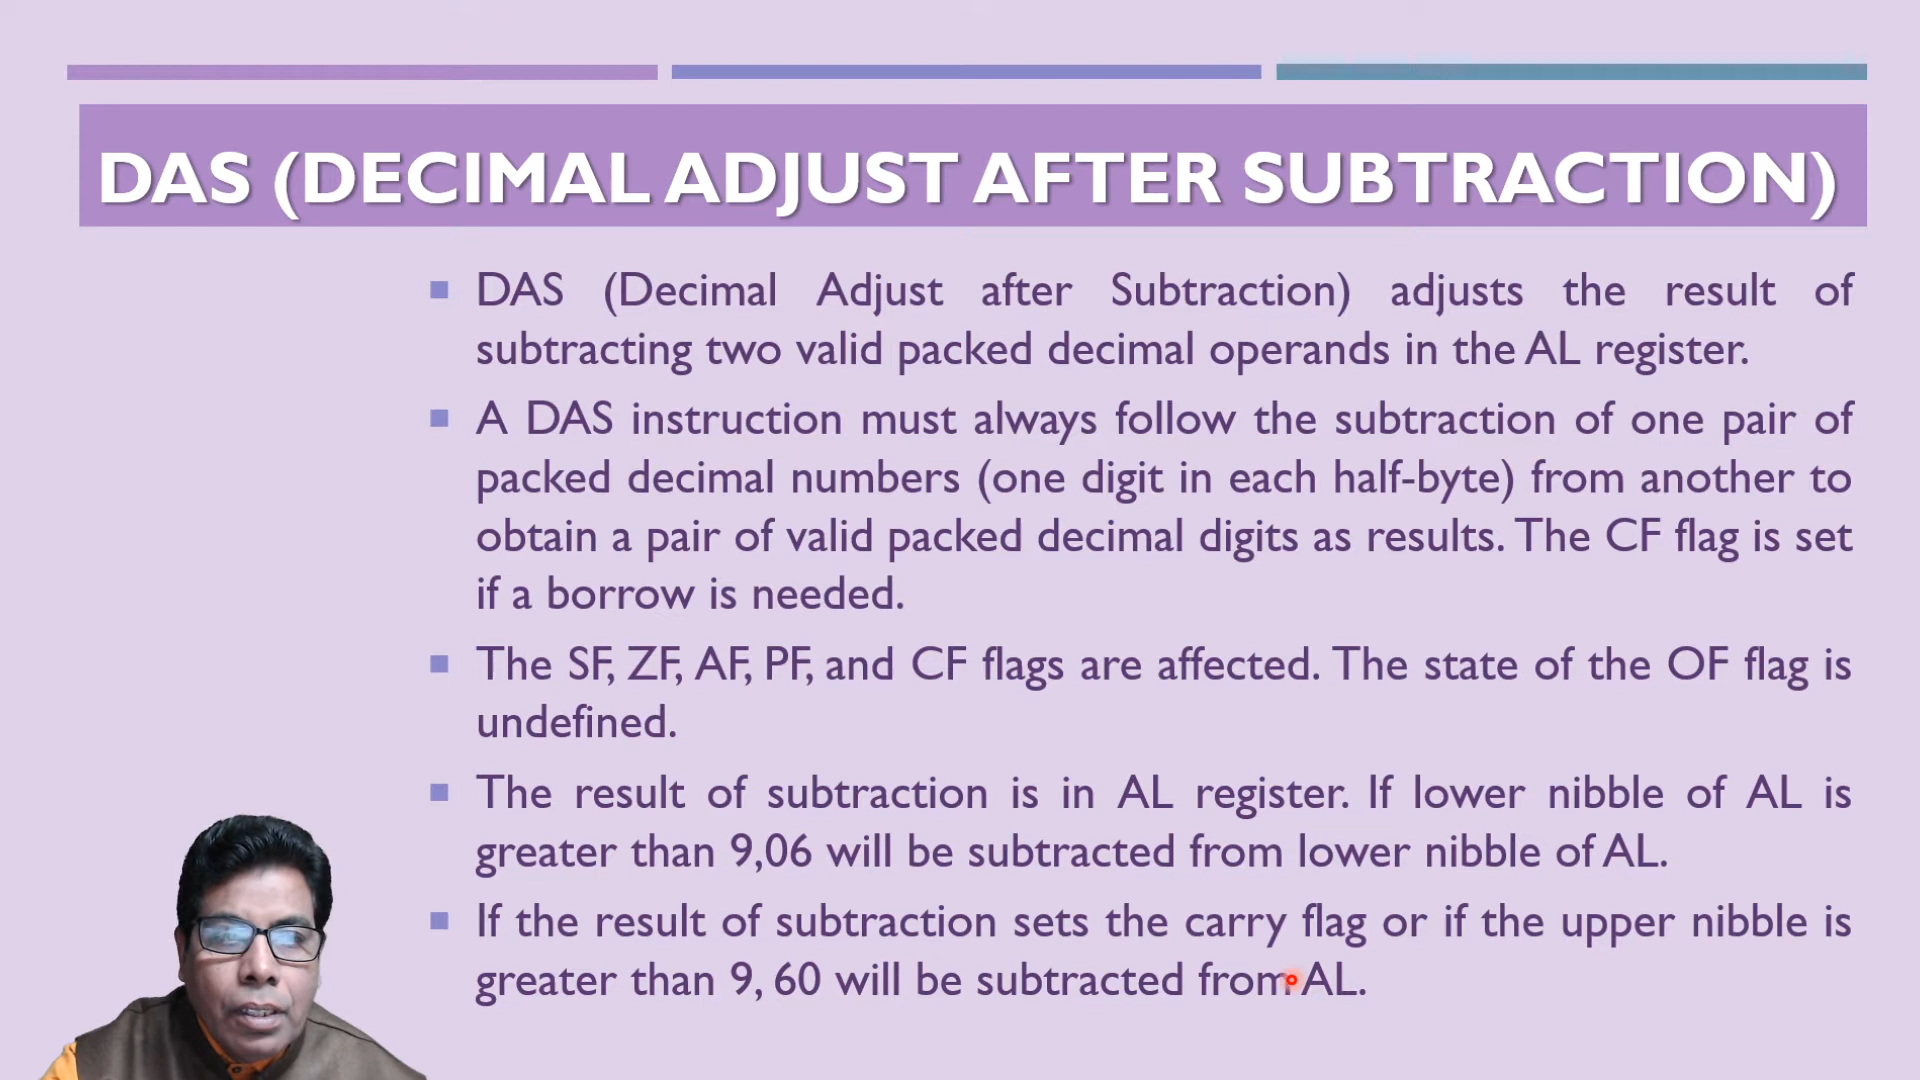 DAS (DECIMAL ADJUST AFTER SUBTRACTION)
DAS (Decimal Adjust after Subtraction) adjusts the result of
subtracting two valid packed decimal operands in the AL register.
A DAS instruction must always follow the subtraction of one pair of
packed decimal numbers (one digit in each half-byte) from another to
obtain a pair of valid packed decimal digits as results. The CF flag is set
if a borrow is needed.
The SF, ZF, AF, PF, and CF flags are affected. The state of the OF flag is
undefined.
The result of subtraction is in AL register. If lower nibble of AL is
greater than 9,06 will be subtracted from lower nibble of AL.
If the result of subtraction sets the carry flag or if the upper nibble is
greater than 9, 60 will be subtracted from AL.